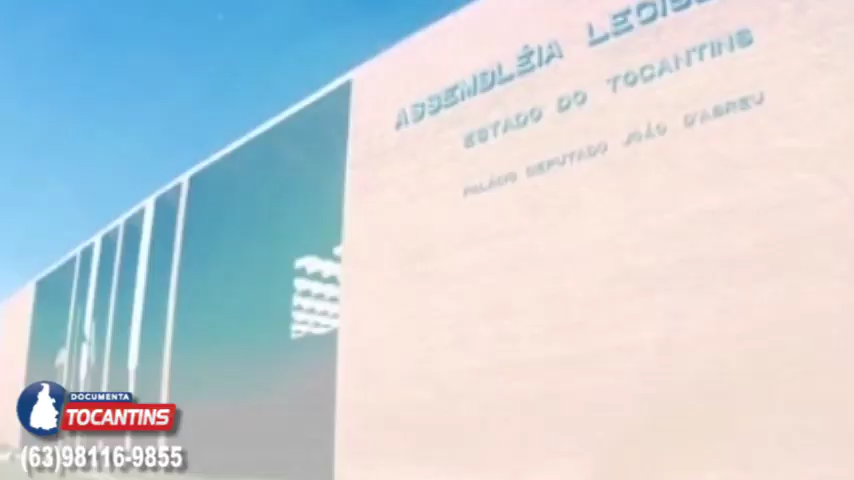 ASSEMBLÉIA
ESTADO DO TOCANTINS
PALÁCIO DEPUTADO JOÃO D'ABREU
DOCUMENTA
TOCANTINS
(63)98116-9855